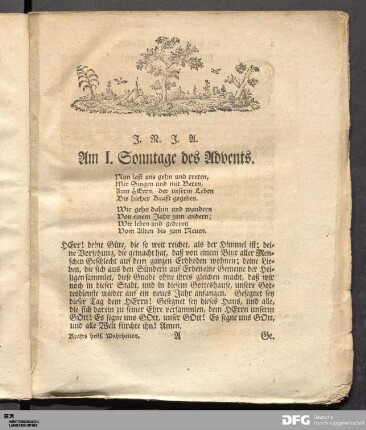 J. N. J. A.
Am I. Sonntage des Advents.
Nun laßt uns gehn und treten,
Mit Singen und mit Beten,
Zum HErrn, der unserm Leben
Bis hieher Kraft gegeben.
Wir gehn dahin und wandern
Von einem Jahr zum andern;
Wir leben und gedeyen
Vom Alten bis zum Neuen.
HErr! deine Güte, die so weit reichet, als der Himmel ist; dei-
ne Vorsehung, die gemacht hat, daß von einem Blut aller Men-
schen Geschlecht auf dem ganzen Erdboden wohnen; deine Lie-
be, die sich aus den Sündern auf Erden eine Gemeine der Hei-
ligen sammlet, diese Gnade ohne ihres gleichen macht, daß wir
noch in dieser Stadt, und in diesem Gotteshause, unsere Got-
tesdienste wieder auf ein neues Jahr anfangen. Gesegnet sey
dieser Tag dem HErrn! Gesegnet sey dieses Haus, und alle,
die sich darein zu seiner Ehre versammlen, dem HErrn unserm
GOtt! Es segne uns GOtt, unser GOtt! Es segne uns GOtt,
und alle Welt fürchte ihn! Amen.
heils. Wahrheiten. A Ge-
DFG Deutsche
Forschungsgemeinschaft